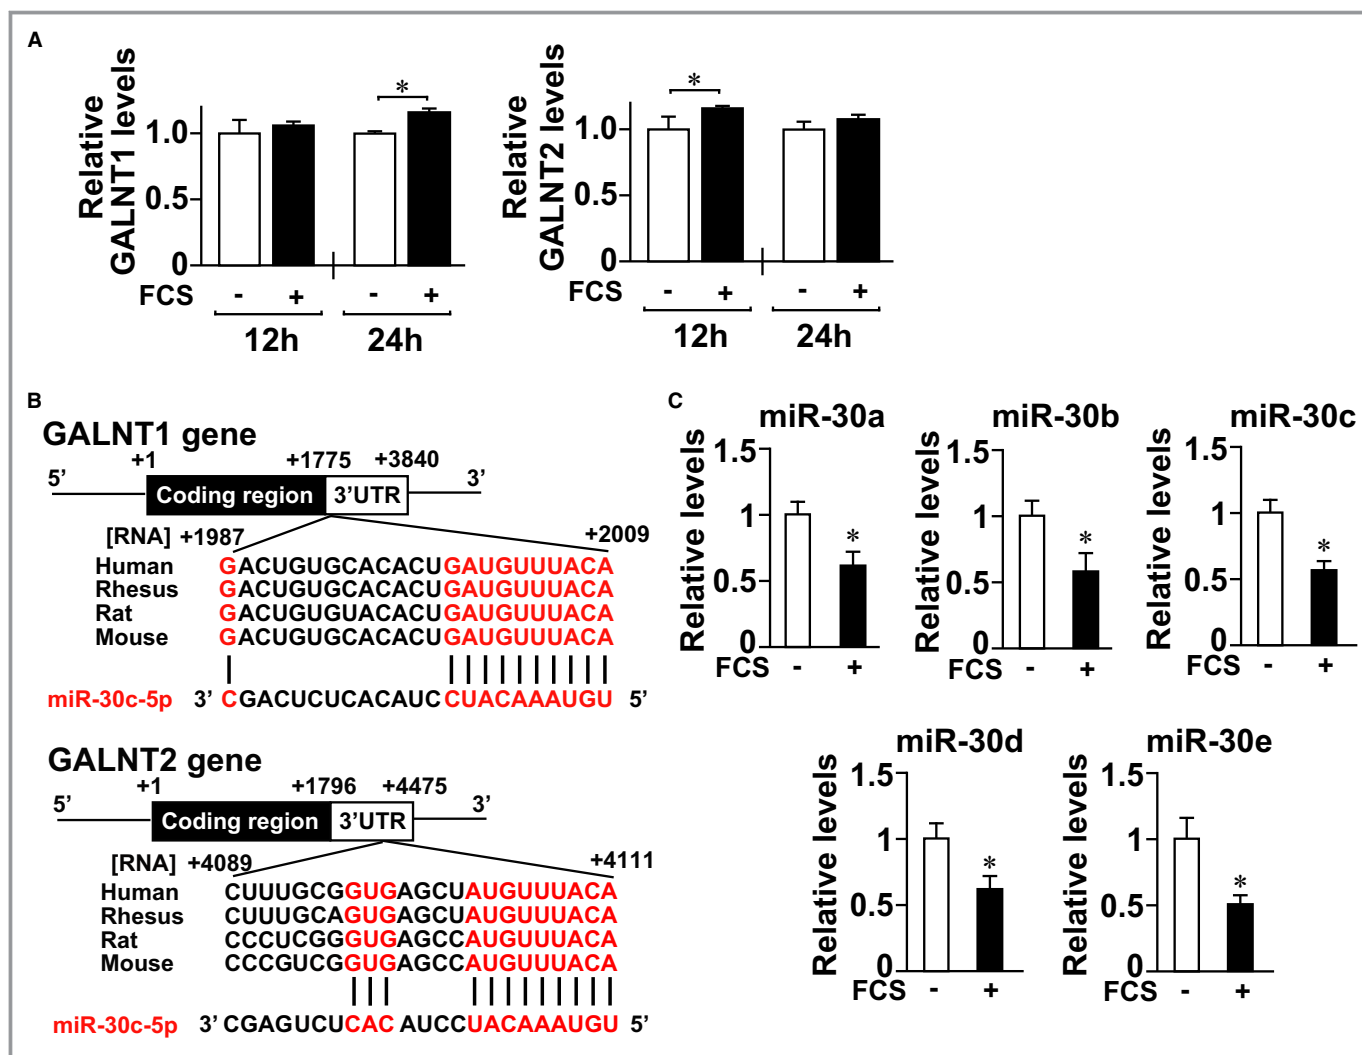 A
Relative
GALNT1 levels
1.0
0.5
0
*
FCS - + - +
12h 24h
Relative
GALNT2 levels
1.0
0.5
0
*
FCS - + - +
12h 24h
B
GALNT1 gene
+1 +1775 +3840
5’ Coding region 3’UTR 3’
[RNA] +1987 +2009
Human GACUGUGCACACUGAUGUUUACA
Rhesus GACUGUGCACACUGAUGUUUACA
Rat GACUGUGUACACUGAUGUUUACA
Mouse GACUGUGCACACUGAUGUUUACA
miR-30c-5p 3’ CGACUCUCACAUCCUACAAAUGU 5’
GALNT2 gene
+1 +1796 +4475
5’ Coding region 3’UTR 3’
[RNA] +4089 +4111
Human CUUUGCGGUGAGCUAUGUUUACA
Rhesus CUUUGCAGUGAGCUAUGUUUACA
Rat CCCUCGGGUGAGCCAUGUUUACA
Mouse CCCGUCGGUGAGCCAUGUUUACA
miR-30c-5p 3’ CGAGUCUCAC AUCCUACAAAUGU 5’
C
miR-30a
Relative levels
1.5
1
0.5
0
*
FCS - +
miR-30b
Relative levels
1.5
1
0.5
0
*
FCS - +
miR-30c
Relative levels
1.5
1
0.5
0
*
FCS - +
miR-30d
Relative levels
1.5
1
0.5
0
*
FCS - +
miR-30e
Relative levels
1.5
1
0.5
0
*
FCS - +